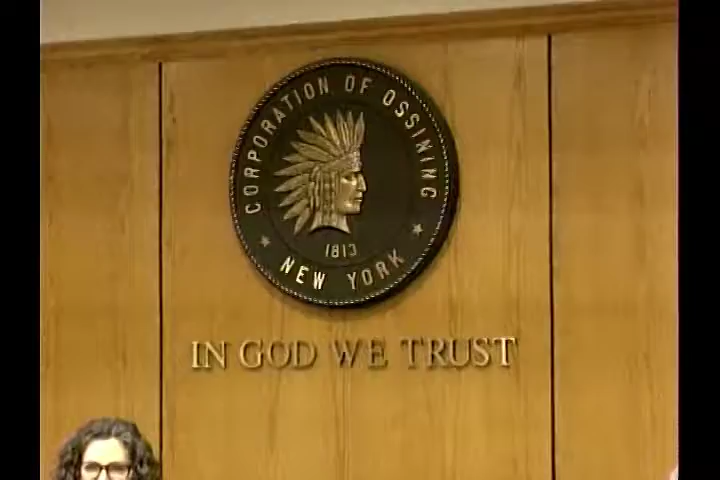 CORPORATION OF OSSINING
1813
NEW YORK
IN GOD WE TRUST